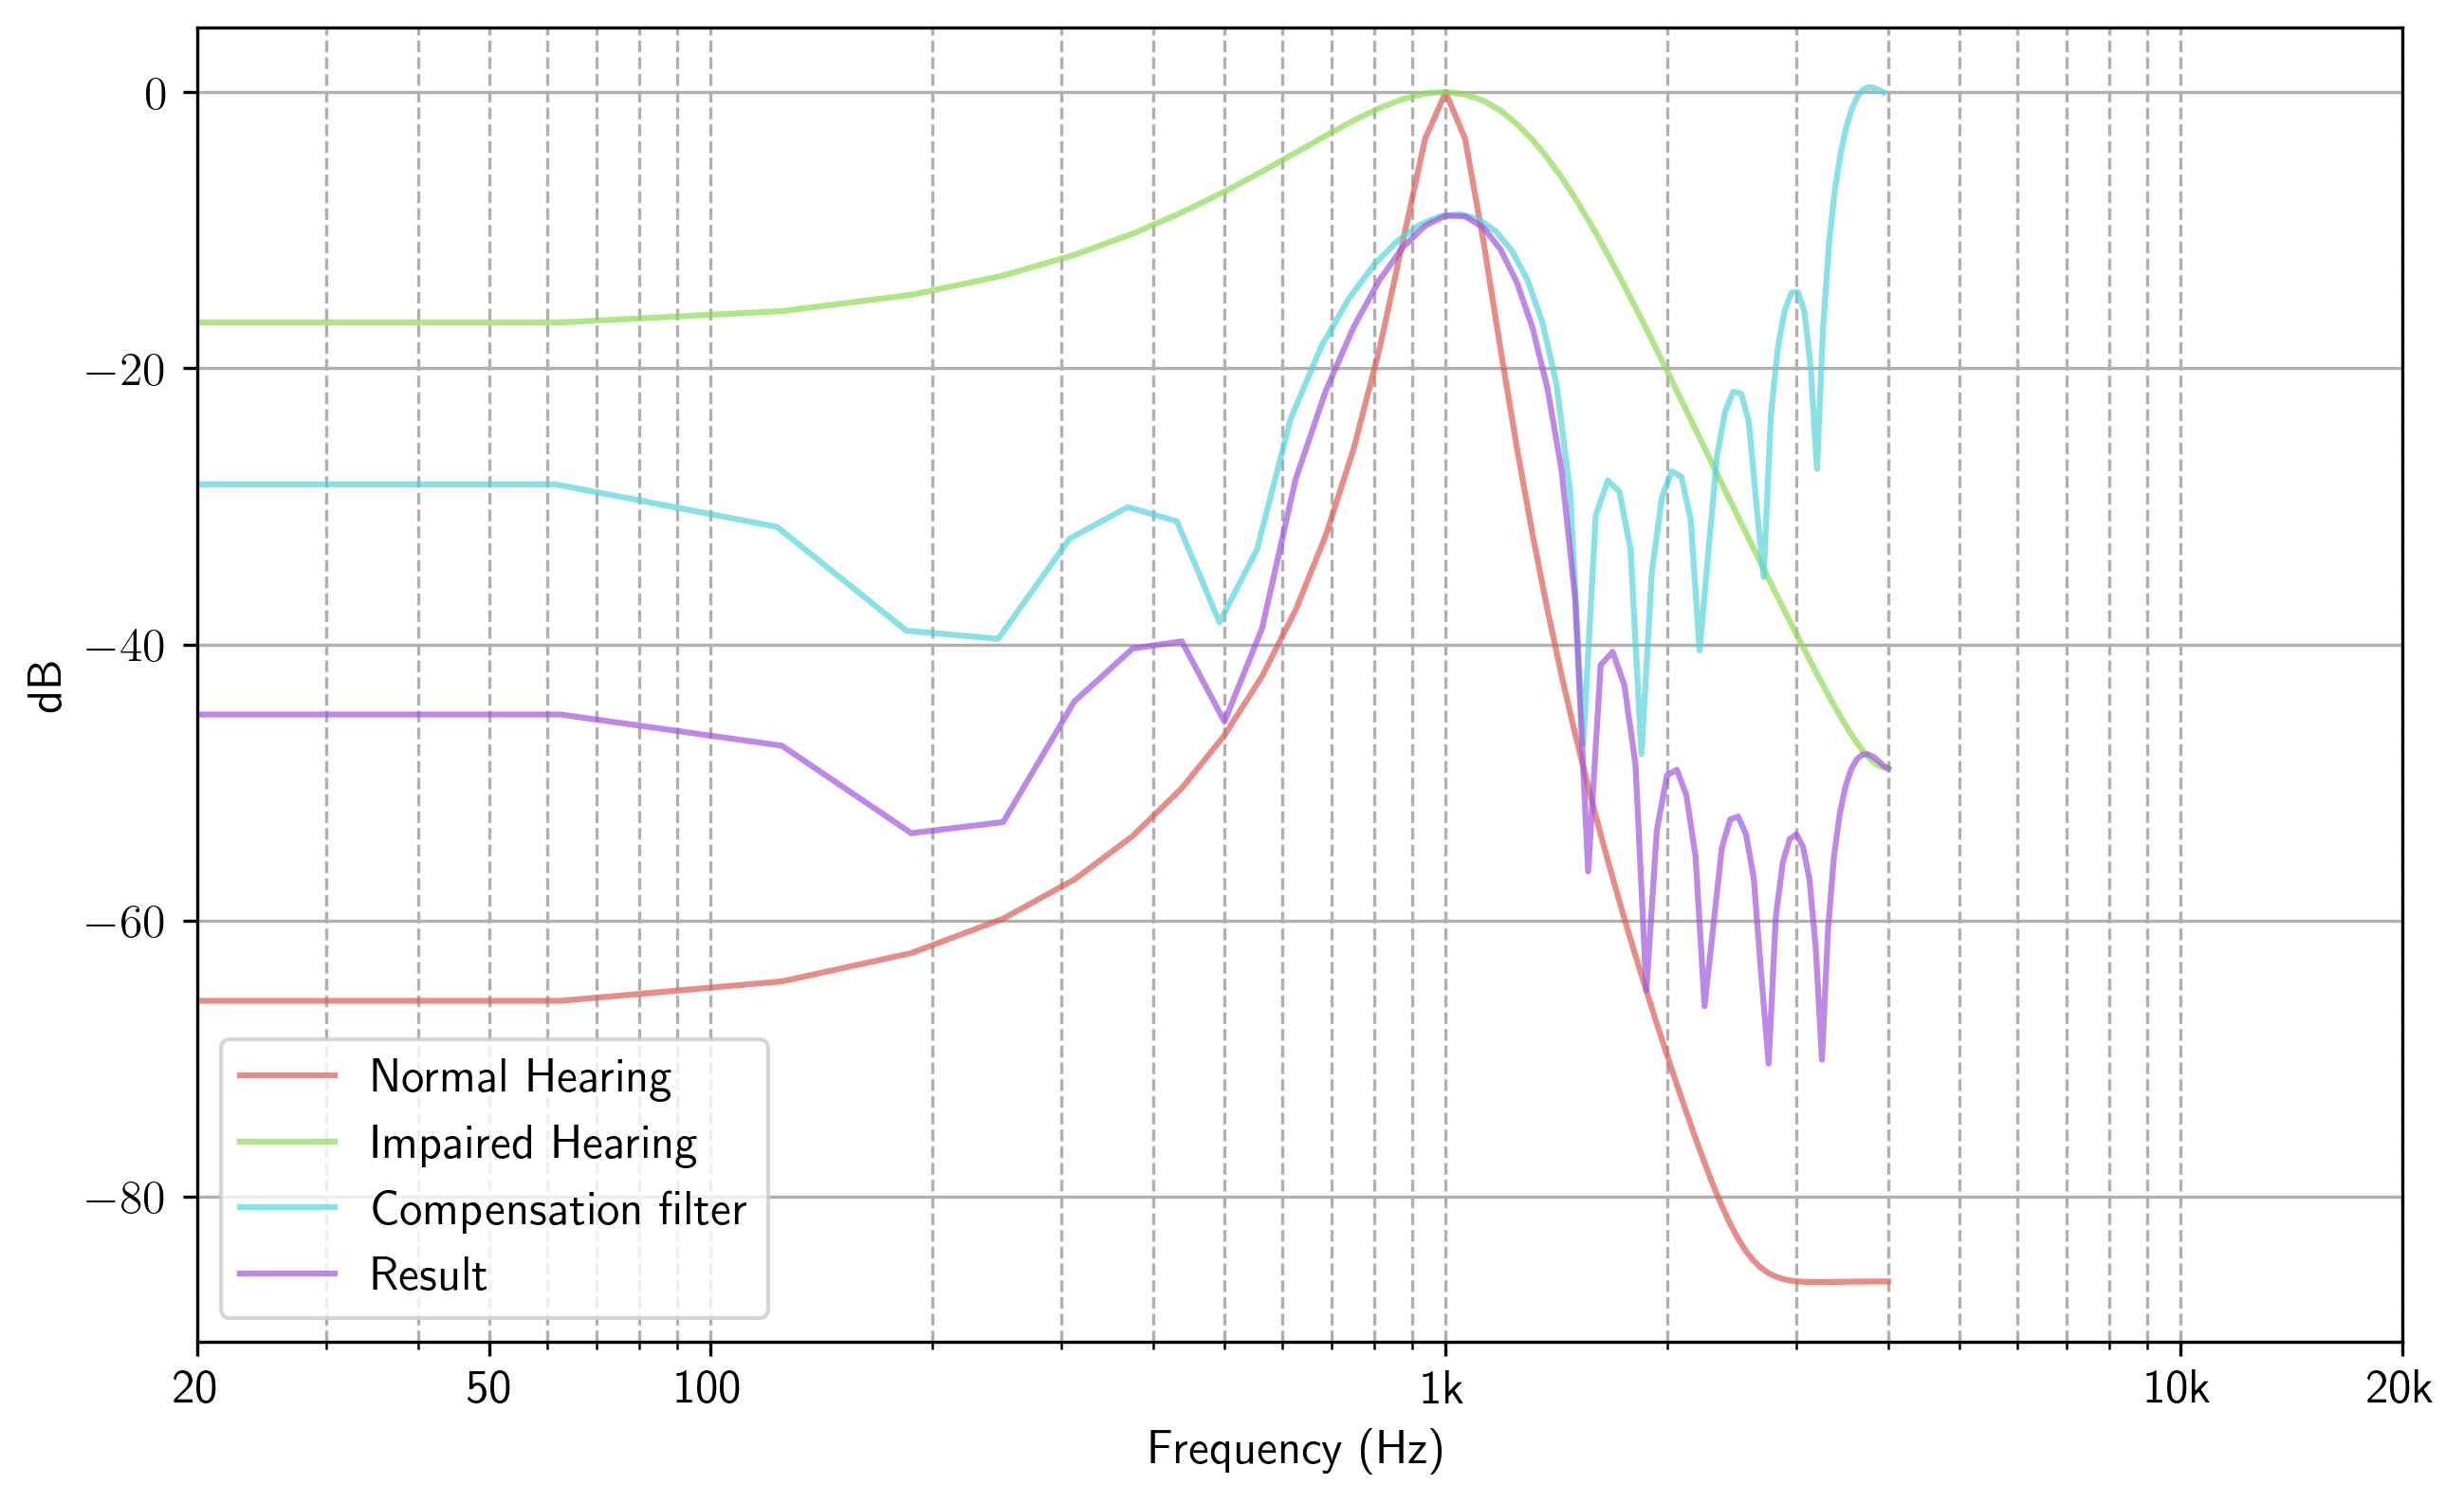 0
−20
−40
−60
−80
dB
Normal Hearing
Impaired Hearing
Compensation filter
Result
20 50 100 1k 10k 20k
Frequency (Hz)